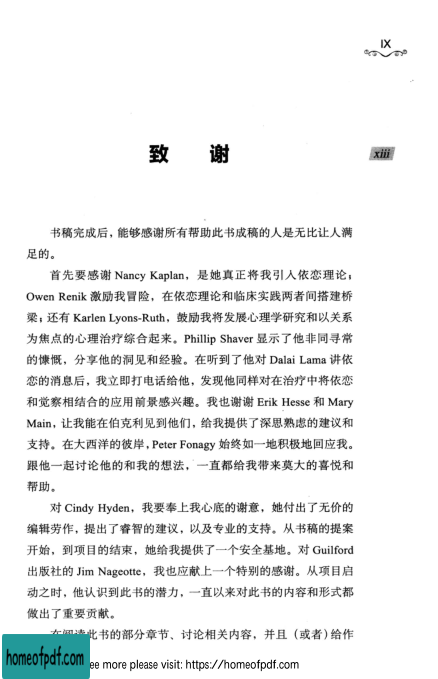 IX
致 谢
xiii
书稿完成后，能够感谢所有帮助此书成稿的人是无比让人满
足的。
首先要感谢 Nancy Kaplan，是她真正将我引入依恋理论；
Owen Renik 激励我冒险，在依恋理论和临床实践两者间搭建桥
梁；还有 Karlen Lyons-Ruth，鼓励我将发展心理学研究和以关系
为焦点的心理治疗综合起来。Phillip Shaver 显示了他非同寻常
的慷慨，分享他的洞见和经验。在听到了他对 Dalai Lama 讲依
恋的消息后，我立即打电话给他，发现他同样对在治疗中将依恋
和觉察相结合的应用前景感兴趣。我也谢谢 Erik Hesse 和 Mary
Main，让我能在伯克利见到他们，给我提供了深思熟虑的建议和
支持。在大西洋的彼岸，Peter Fonagy 始终如一地积极地回应我。
跟他一起讨论他的和我的想法，一直都给我带来莫大的喜悦和
帮助。
对 Cindy Hyden，我要奉上我心底的谢意，她付出了无价的
编辑劳作，提出了睿智的建议，以及专业的支持。从书稿的提案
开始，到项目的结束，她给我提供了一个安全基地。对 Guilford
出版社的 Jim Nageotte，我也应献上一个特别的感谢。从项目启
动之时，他认识到此书的潜力，一直以来对此书的内容和形式都
做出了重要贡献。
在阅读此书的部分章节、讨论相关内容，并且（或者）给作
homeofpdf.com
ee more please visit: https://homeofpdf.com